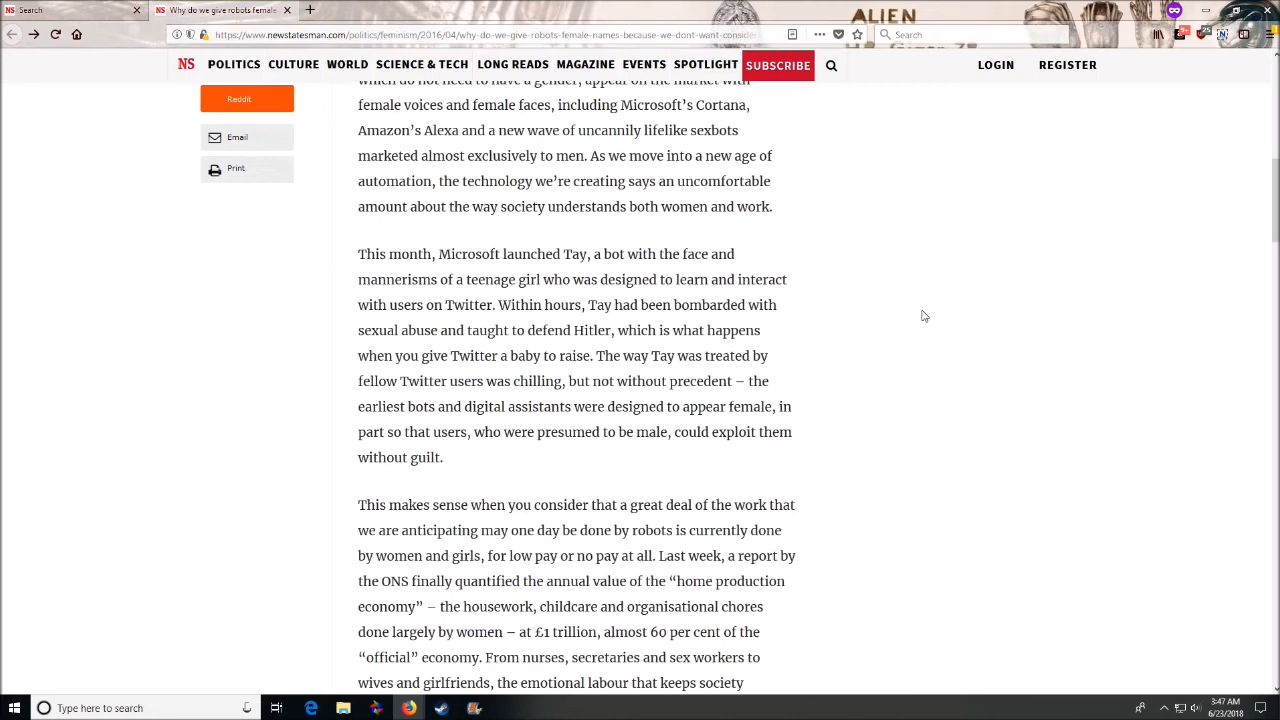 Search
Why do we give robots female
ALIEN
https://www.newstatesman.com/politics/feminism/2016/04/why-do-we-give-robots-female-names-because-we-dont-want-consider
Search
NS POLITICS CULTURE WORLD SCIENCE & TECH LONG READS MAGAZINE EVENTS SPOTLIGHT SUBSCRIBE LOGIN REGISTER
Reddit
Email
Print
which do not need to have a gender, appear on the market with
female voices and female faces, including Microsoft’s Cortana,
Amazon’s Alexa and a new wave of uncannily lifelike sexbots
marketed almost exclusively to men. As we move into a new age of
automation, the technology we’re creating says an uncomfortable
amount about the way society understands both women and work.
This month, Microsoft launched Tay, a bot with the face and
mannerisms of a teenage girl who was designed to learn and interact
with users on Twitter. Within hours, Tay had been bombarded with
sexual abuse and taught to defend Hitler, which is what happens
when you give Twitter a baby to raise. The way Tay was treated by
fellow Twitter users was chilling, but not without precedent – the
earliest bots and digital assistants were designed to appear female, in
part so that users, who were presumed to be male, could exploit them
without guilt.
This makes sense when you consider that a great deal of the work that
we are anticipating may one day be done by robots is currently done
by women and girls, for low pay or no pay at all. Last week, a report by
the ONS finally quantified the annual value of the “home production
economy” – the housework, childcare and organisational chores
done largely by women – at £1 trillion, almost 60 per cent of the
“official” economy. From nurses, secretaries and sex workers to
wives and girlfriends, the emotional labour that keeps society
Type here to search
3:47 AM
6/23/2018